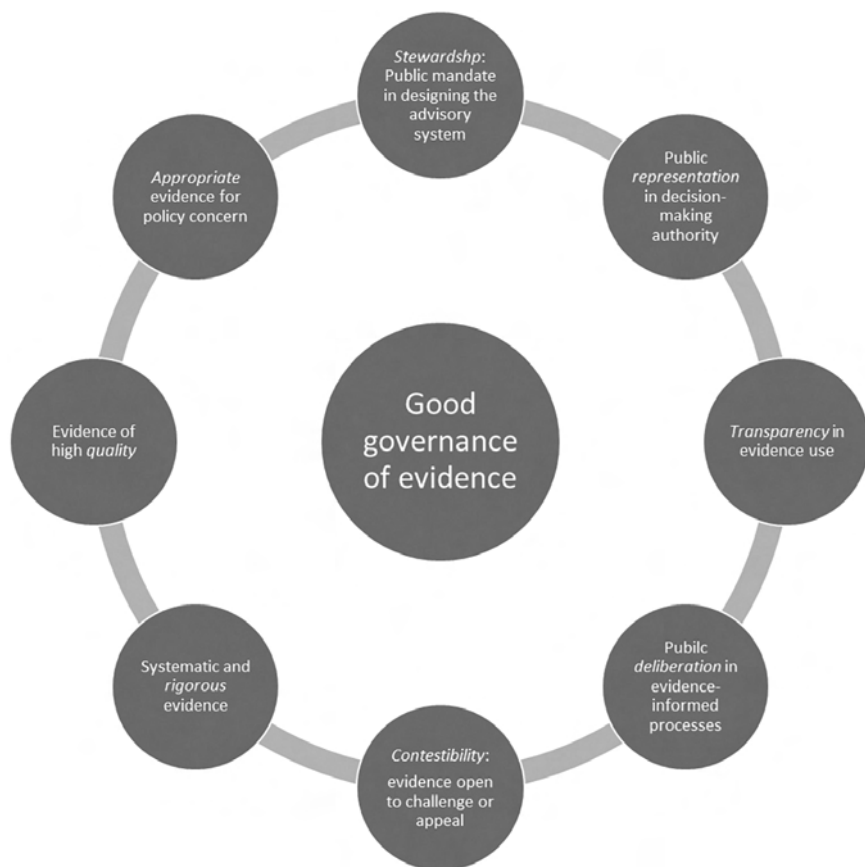 Stewardshp:
Public mandate
in designing the
advisory
system
Public
representation
in decision-
making
authority
Transparency in
evidence use
Pubilc
deliberation in
evidence-
informed
processes
Contestibility:
evidence open
to challenge or
appeal
Systematic and
rigorous
evidence
Evidence of
high quality
Appropriate
evidence for
policy concern
Good
governance
of evidence